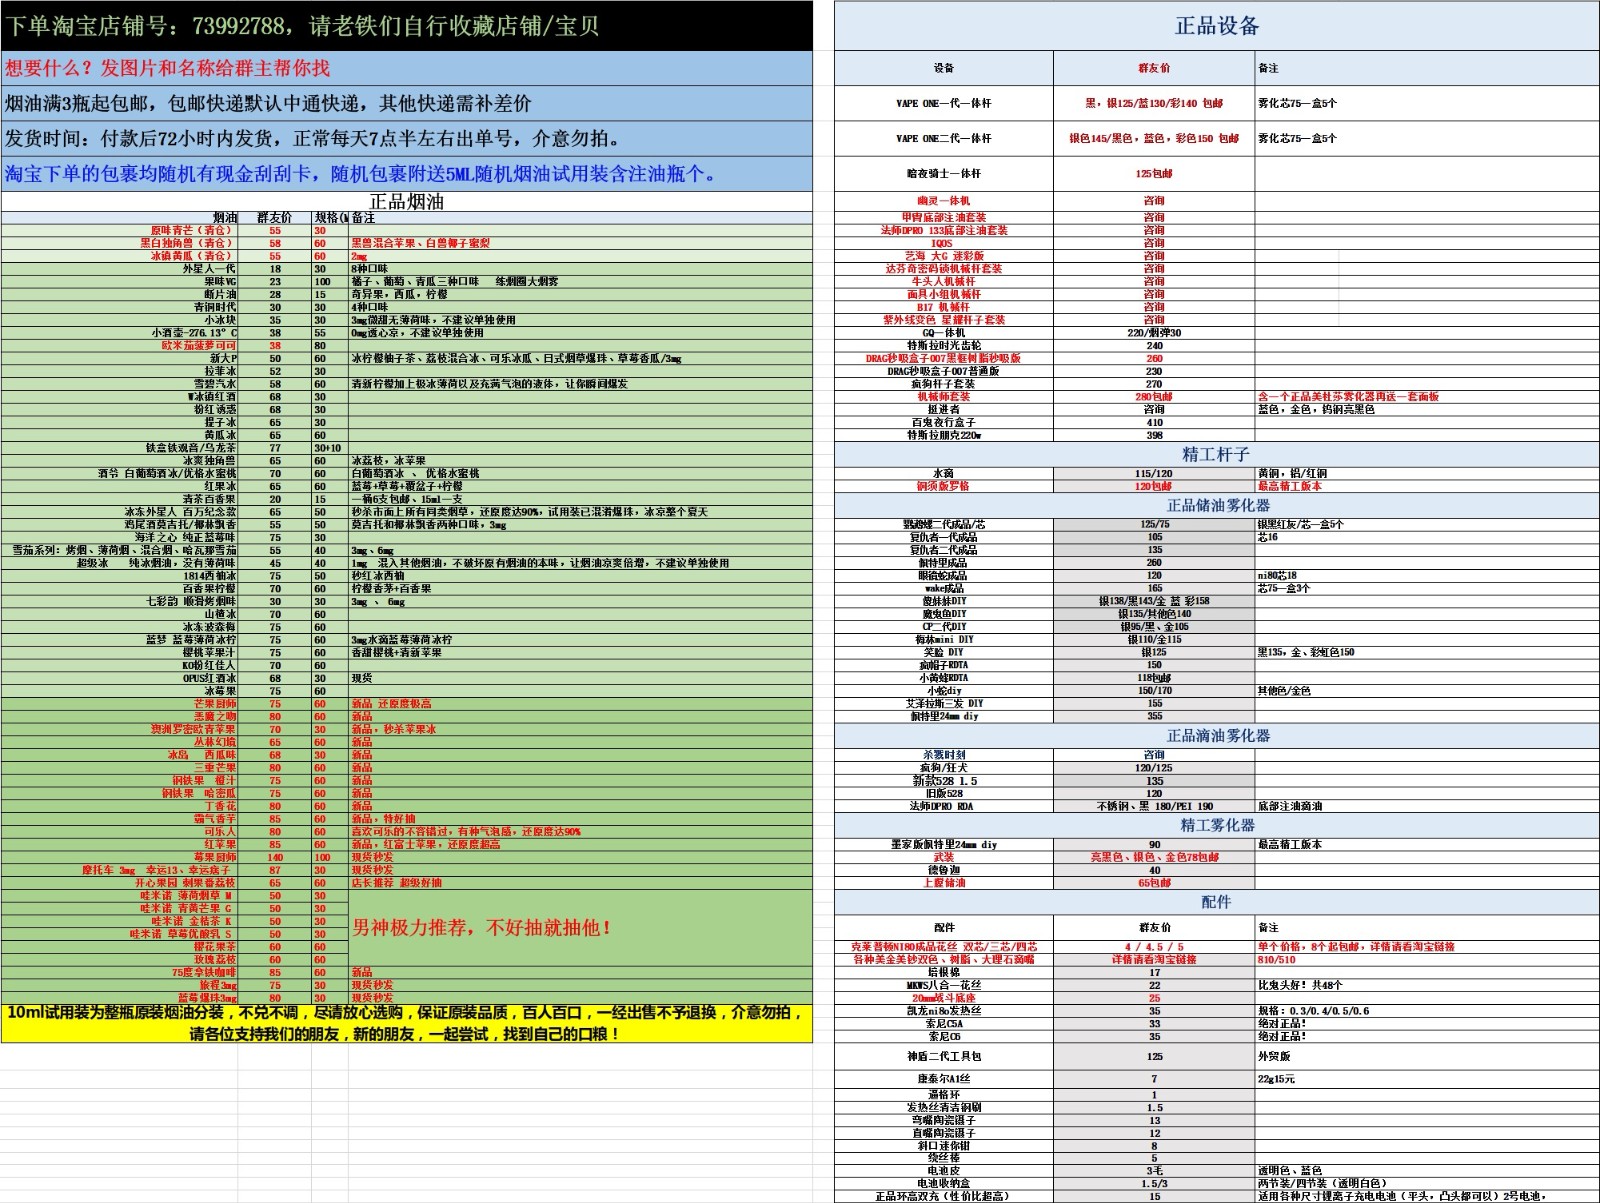 下单淘宝店铺号：73992788，请老铁们自行收藏店铺/宝贝
想要什么？发图片和名称给群主帮你找
烟油满3瓶起包邮，包邮快递默认中通快递，其他快递需补差价
发货时间：付款后72小时内发货，正常每天7点半左右出单号，介意勿拍。
淘宝下单的包裹均随机有现金刮刮卡，随机包裹附送5ML随机烟油试用装含注油瓶个。
正品烟油
烟油 群友价 规格(M 备注
原味青芒（清仓） 55 30
黑白独角兽（清仓） 58 60 黑兽混合苹果、白兽椰子蜜梨
冰镇黄瓜（清仓） 55 60 2mg
外星人一代 18 30 8种口味
果味VG 23 100 橘子、葡萄、青瓜三种口味 练烟圈大烟雾
断片油 28 15 奇异果，西瓜，柠檬
青铜时代 30 30 4种口味
小冰块 35 30 3mg微甜无薄荷味，不建议单独使用
小酒壶-276.13°C 38 55 0mg透心凉，不建议单独使用
欧米茄菠萝可可 38 80
新大P 50 60 冰柠檬柚子茶、荔枝混合冰、可乐冰瓜、日式烟草爆珠、草莓香瓜/3mg
拉菲冰 52 30
雪碧汽水 58 60 清新柠檬加上极冰薄荷以及充满气泡的液体，让你瞬间爆发
W冰镇红酒 68 30
粉红诱惑 68 30
提子冰 65 30
黄瓜冰 65 60
铁盒铁观音/乌龙茶 77 30+10
冰爽独角兽 65 60 冰荔枝，冰苹果
酒爷 白葡萄酒冰/优格水蜜桃 70 60 白葡萄酒冰 、 优格水蜜桃
红果冰 65 60 蓝莓+草莓+覆盆子+柠檬
清茶百香果 20 15 一桶6支包邮、15ml一支
冰冻外星人 百万纪念款 65 50 秒杀市面上所有同类烟草，还原度达90%，试用装已混淆爆珠，冰凉整个夏天
鸡尾酒莫吉托/椰林飘香 55 50 莫吉托和椰林飘香两种口味，3mg
海洋之心 纯正蓝莓味 75 30
雪茄系列：烤烟、薄荷烟、混合烟、哈瓦那雪茄 55 40 3mg、6mg
超级冰 纯冰烟油，没有薄荷味 45 40 1mg 混入其他烟油，不破坏原有烟油的本味，让烟油凉爽倍增，不建议单独使用
1814西柚冰 75 50 秒红冰西柚
百香果柠檬 70 60 柠檬香茅+百香果
七彩韵 顺滑烤烟味 30 30 3mg 、 6mg
山楂冰 70 60
冰冻波森梅 75 60
蓝梦 蓝莓薄荷冰柠 75 60 3mg水滴蓝莓薄荷冰柠
樱桃苹果汁 75 60 香甜樱桃+清新苹果
KO粉红佳人 70 60
OPUS红酒冰 68 30 现货
冰莓果 75 60
芒果厨师 75 60 新品 还原度极高
恶魔之吻 80 60 新品
澳洲罗密欧青苹果 70 30 新品，秒杀苹果冰
丛林幻境 65 60 新品
冰岛 西瓜味 68 30 新品
三重芒果 80 60 新品
钢铁果 橙汁 75 60 新品
钢铁果 哈密瓜 75 60 新品
丁香花 80 60 新品
霸气香芋 85 60 新品，特好抽
可乐人 80 60 喜欢可乐的不容错过，有种气泡感，还原度达90%
红苹果 85 60 新品，红富士苹果，还原度超高
莓果厨师 140 100 现货秒发
摩托车 3mg 幸运13、幸运痞子 87 30 现货秒发
开心果园 刺果番荔枝 65 60 店长推荐 超级好抽
哇米诺 薄荷烟草 M 50 30
哇米诺 青黄芒果 G 50 30
哇米诺 金桔茶 K 50 30
哇米诺 草莓优酸乳 S 50 30
男神极力推荐，不好抽就抽他！
樱花果茶 60 60
玫瑰荔枝 60 60
75度拿铁咖啡 85 60 新品
旅程3mg 75 30 现货秒发
蓝莓爆珠3mg 80 30 现货秒发
10ml试用装为整瓶原装烟油分装，不兑不调，尽请放心选购，保证原装品质，百人百口，一经出售不予退换，介意勿拍，
请各位支持我们的朋友，新的朋友，一起尝试，找到自己的口粮！
正品设备
设备 群友价 备注
VAPE ONE一代一体杆 黑，银125/蓝130/彩140 包邮 雾化芯75一盒5个
VAPE ONE二代一体杆 银色145/黑色，蓝色，彩色150 包邮 雾化芯75一盒5个
暗夜骑士一体杆 125包邮
幽灵一体机 咨询
甲胄底部注油套装 咨询
法师DPRO 133底部注油套装 咨询
IQOS 咨询
艺海 大G 迷彩版 咨询
达芬奇密码锁机械杆套装 咨询
牛头人机械杆 咨询
面具小组机械杆 咨询
B17 机械杆 咨询
紫外线变色 星耀杆子套装 咨询
GQ一体机 220/烟弹30
特斯拉时光齿轮 240
DRAG秒吸盒子007黑框树脂秒吸版 260
DRAG秒吸盒子007普通版 230
疯狗杆子套装 270
机械师套装 280包邮 含一个正品美杜莎雾化器再送一套面板
挺进者 咨询 蓝色，金色，钨钢亮黑色
百鬼夜行盒子 410
特斯拉朋克220w 398
精工杆子
水滴 115/120 黄铜，铝/红铜
钢须版罗格 120包邮 最高精工版本
正品储油雾化器
鹦鹉螺二代成品/芯 125/75 银黑红灰/芯一盒5个
复仇者一代成品 105 芯16
复仇者二代成品 135
佩特里成品 260
眼镜蛇成品 120 ni80芯18
wake成品 165 芯75一盒3个
傻妹妹DIY 银138/黑143/金 蓝 彩158
魔鬼鱼DIY 银135/其他色140
CP二代DIY 银95/黑、金105
梅林mini DIY 银110/金115
笑脸 DIY 银125 黑135，金、彩虹色150
疯帽子RDTA 150
小黄蜂RDTA 118包邮
小蛇diy 150/170 其他色/金色
艾泽拉斯三发 DIY 155
佩特里24mm diy 355
正品滴油雾化器
杀戮时刻 咨询
疯狗/狂犬 120/125
新款528 1.5 135
旧版528 120
法师DPRO RDA 不锈钢、黑 180/PEI 190 底部注油滴油
精工雾化器
墨家版佩特里24mm diy 90 最高精工版本
武装 亮黑色、银色、金色78包邮
德鲁迦 40
上瘾储油 65包邮
配件
配件 群友价 备注
克莱普顿NI80成品花丝 双芯/三芯/四芯 4 / 4.5 / 5 单个价格，8个起包邮，详情请看淘宝链接
各种美金美钞双色、树脂、大理石滴嘴 详情请看淘宝链接 810/510
培根棉 17
MKWS八合一花丝 22 比鬼头好！共48个
20mm战斗底座 25
凯龙ni80发热丝 35 规格：0.3/0.4/0.5/0.6
索尼C5A 33 绝对正品！
索尼C6 35 绝对正品！
神盾二代工具包 125 外贸版
康泰尔A1丝 7 22g15元
逼格环 1
发热丝清洁钢刷 1.5
弯嘴陶瓷镊子 13
直嘴陶瓷镊子 12
斜口迷你钳 8
绕丝棒 5
电池皮 3毛 透明色、蓝色
电池收纳盒 1.5/3 两节装/四节装（透明白色）
正品环高双充（性价比超高） 15 适用各种尺寸锂离子充电电池（平头，凸头都可以）2号电池，